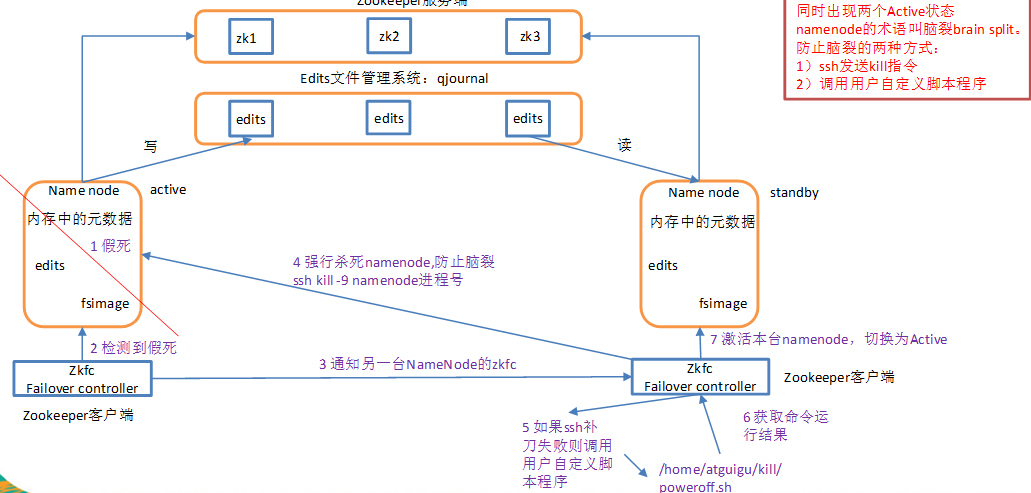 Zookeeper服务端
zk1
zk2
zk3
同时出现两个Active状态
namenode的术语叫脑裂brain split。
防止脑裂的两种方式：
1）ssh发送kill指令
2）调用用户自定义脚本程序
Edits文件管理系统：qjournal
edits
edits
edits
写
读
Name node
active
内存中的元数据
1 假死
edits
fsimage
Name node
standby
内存中的元数据
edits
fsimage
4 强行杀死namenode,防止脑裂
ssh kill -9 namenode进程号
2 检测到假死
3 通知另一台NameNode的zkfc
7 激活本台namenode，切换为Active
Zkfc
Failover controller
Zookeeper客户端
Zkfc
Failover controller
Zookeeper客户端
5 如果ssh补
刀失败则调用
用户自定义脚
本程序
6 获取命令运
行结果
/home/atguigu/kill/
poweroff.sh